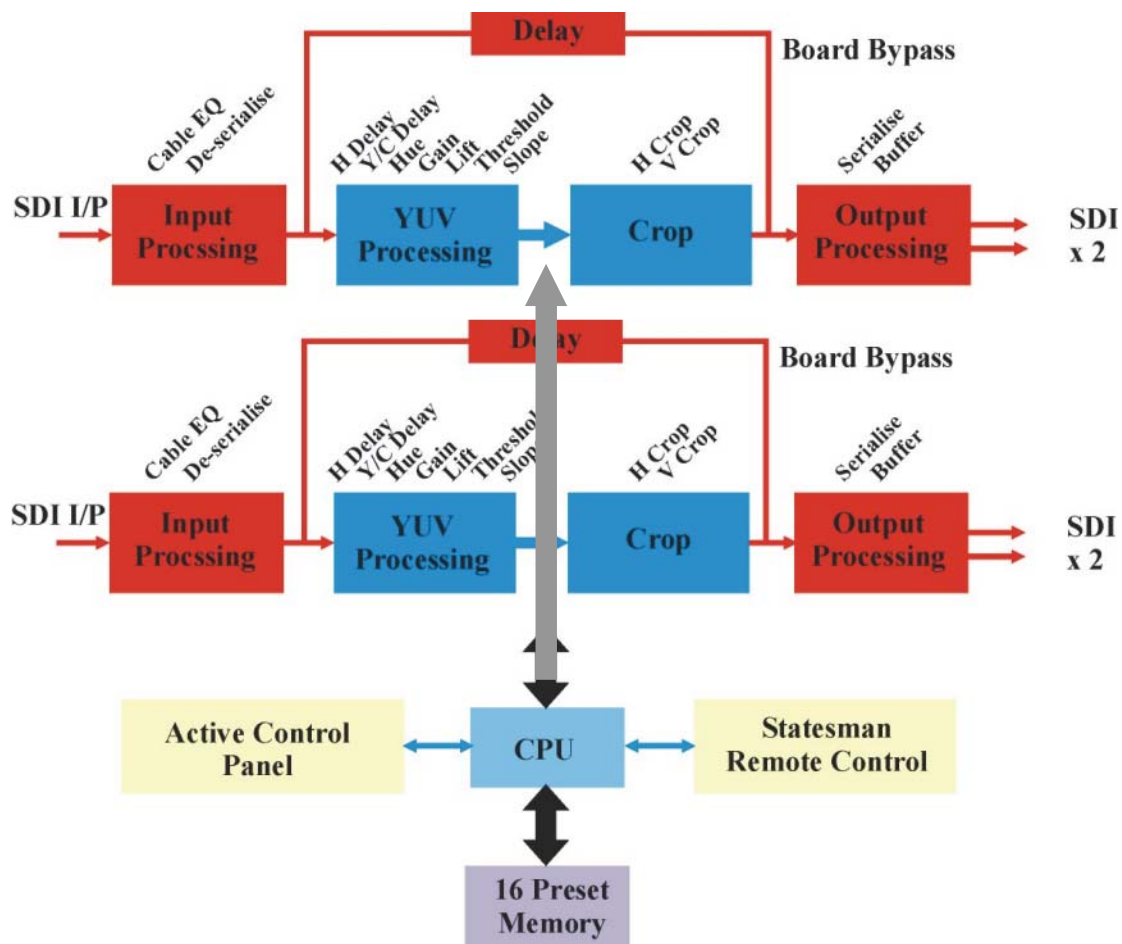 Delay
Board Bypass
Cable EQ
De-serialise
H Delay
Y/C Delay
Hue
Gain
Lift
Threshold
Slope
H Crop
V Crop
Serialise
Buffer
SDI I/P
Input
Procssing
YUV
Processing
Crop
Output
Processing
SDI
x 2
Delay
Board Bypass
Cable EQ
De-serialise
H Delay
Y/C Delay
Hue
Gain
Lift
Threshold
Slope
H Crop
V Crop
Serialise
Buffer
SDI I/P
Input
Procssing
YUV
Processing
Crop
Output
Processing
SDI
x 2
Active Control
Panel
CPU
Statesman
Remote Control
16 Preset
Memory